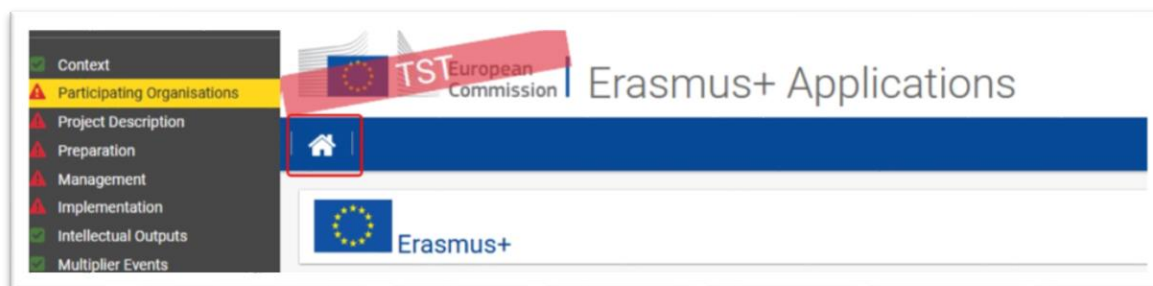 Context
Participating Organisations
Project Description
Preparation
Management
Implementation
Intellectual Outputs
Multiplier Events
TST
European
Commission
Erasmus+ Applications
Erasmus+